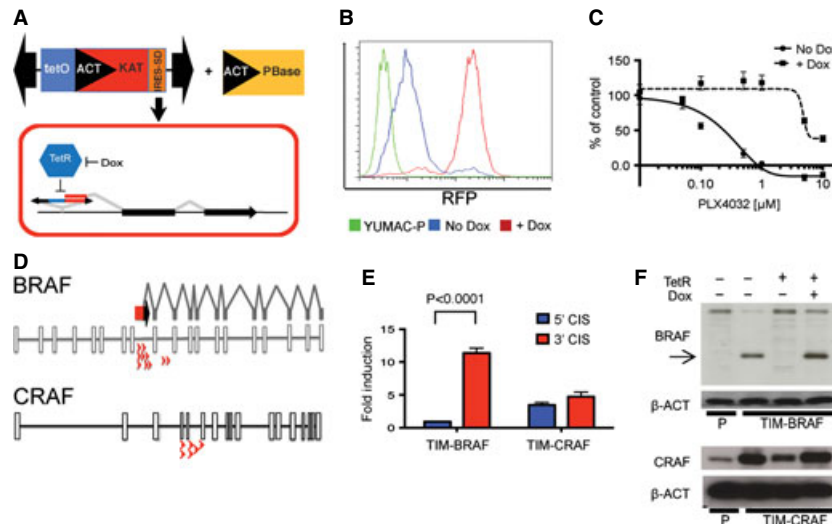 A
tetO
ACT
KAT
IRES-SD
+
ACT
PBase
TetR
Dox
B
RFP
YUMAC-P
No Dox
+ Dox
C
No Do
+ Dox
% of control
150
100
50
0.0
0.10
1
10
PLX4032 [µM]
D
BRAF
CRAF
E
P<0.0001
5' CIS
3' CIS
Fold induction
15
10
5
0
TIM-BRAF
TIM-CRAF
F
TetR – – + +
Dox – – – +
BRAF
β-ACT
P
TIM-BRAF
CRAF
β-ACT
P
TIM-CRAF